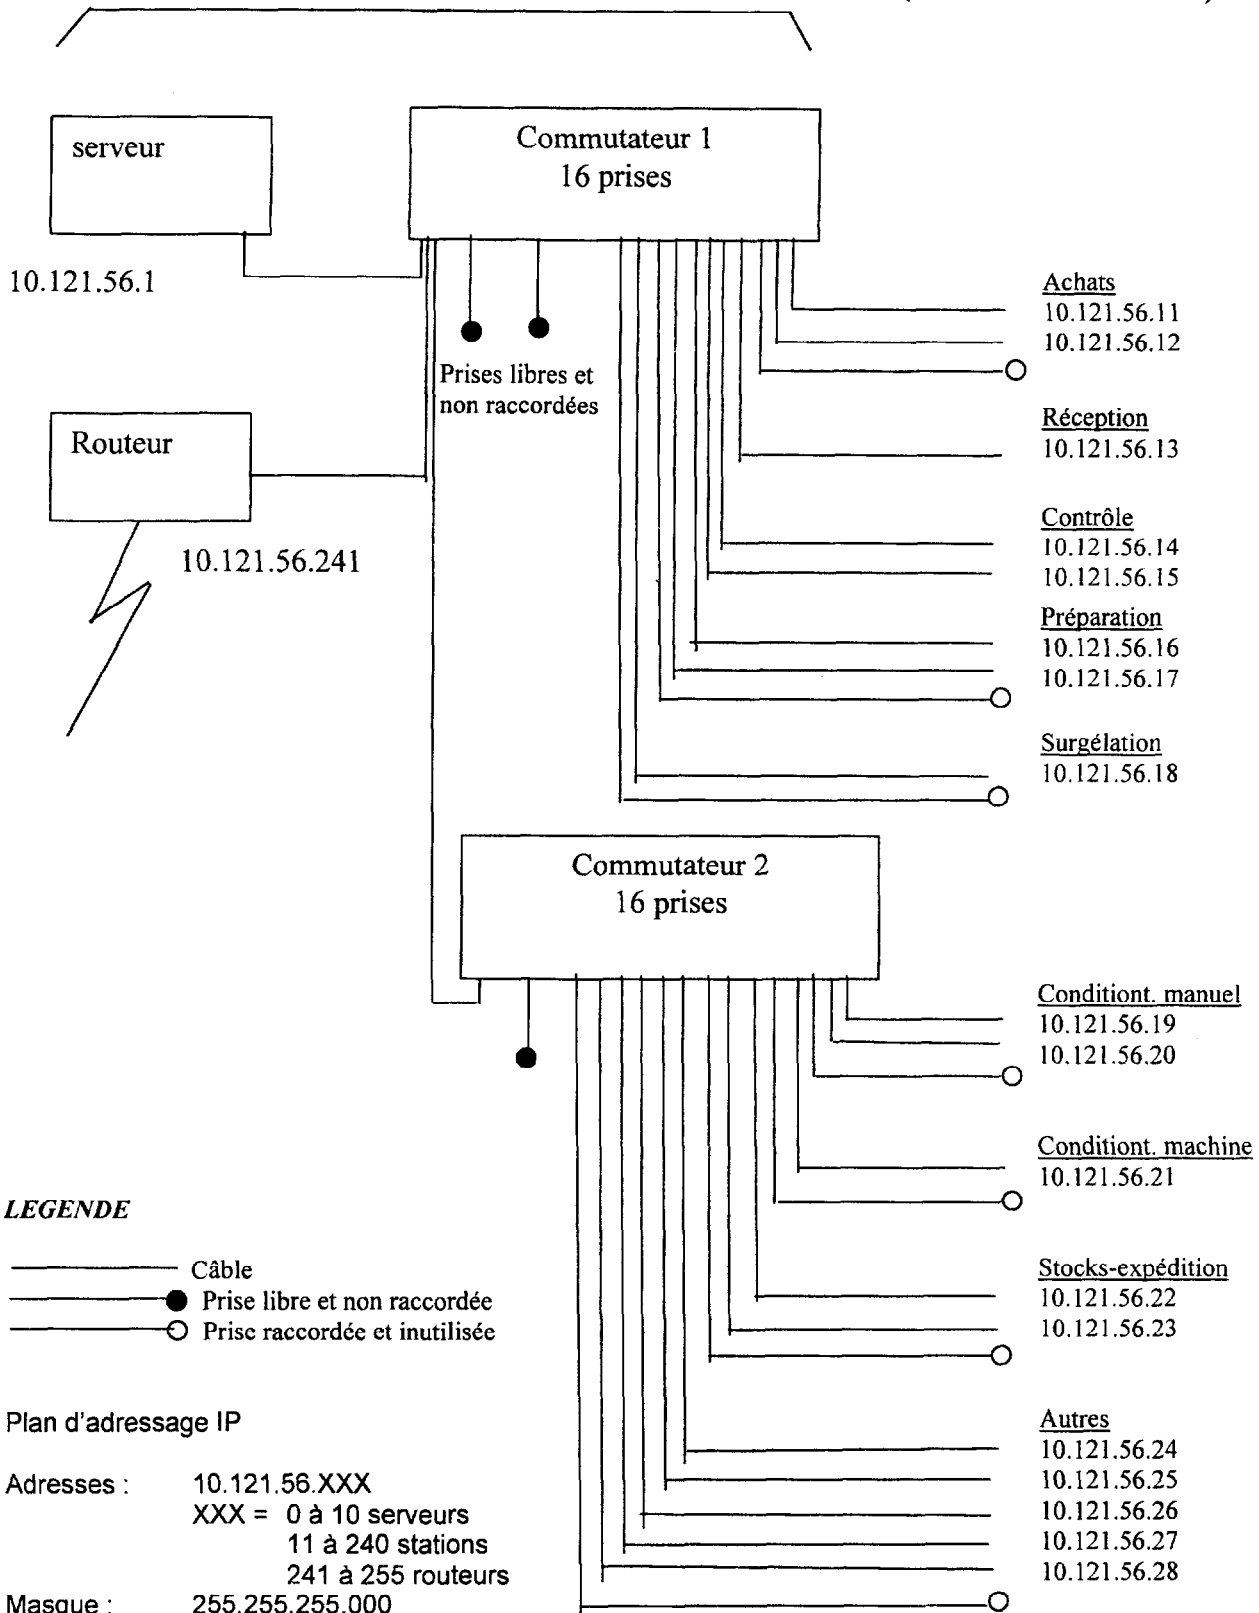 serveur
Commutateur 1
16 prises
10.121.56.1
Prises libres et
non raccordées
Achats
10.121.56.11
10.121.56.12
Réception
10.121.56.13
Routeur
10.121.56.241
Contrôle
10.121.56.14
10.121.56.15
Préparation
10.121.56.16
10.121.56.17
Surgélation
10.121.56.18
Commutateur 2
16 prises
Conditiont. manuel
10.121.56.19
10.121.56.20
Conditiont. machine
10.121.56.21
Stocks-expédition
10.121.56.22
10.121.56.23
Autres
10.121.56.24
10.121.56.25
10.121.56.26
10.121.56.27
10.121.56.28
LEGENDE
Câble
Prise libre et non raccordée
Prise raccordée et inutilisée
Plan d'adressage IP
Adresses : 10.121.56.XXX
XXX = 0 à 10 serveurs
11 à 240 stations
241 à 255 routeurs
Masque : 255.255.255.000